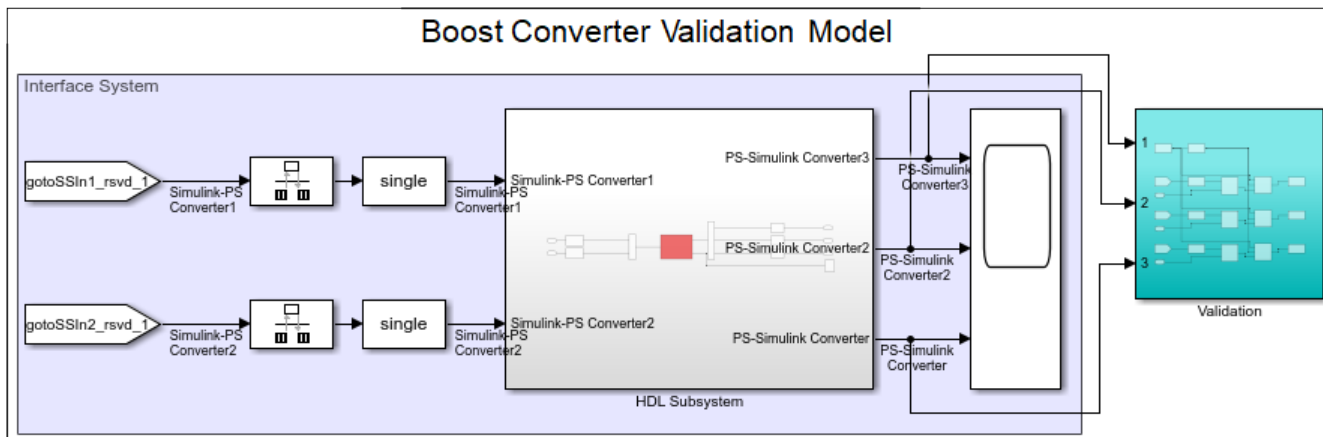 Boost Converter Validation Model
Interface System
gotoSSIn1_rsvd_1
Simulink-PS
Converter1
single
Simulink-PS
Converter1
Simulink-PS Converter1
PS-Simulink Converter3
PS-Simulink
Converter3
1
2
3
Validation
PS-Simulink Converter2
PS-Simulink
Converter2
gotoSSIn2_rsvd_1
Simulink-PS
Converter2
single
Simulink-PS
Converter2
Simulink-PS Converter2
PS-Simulink Converter
PS-Simulink
Converter
HDL Subsystem